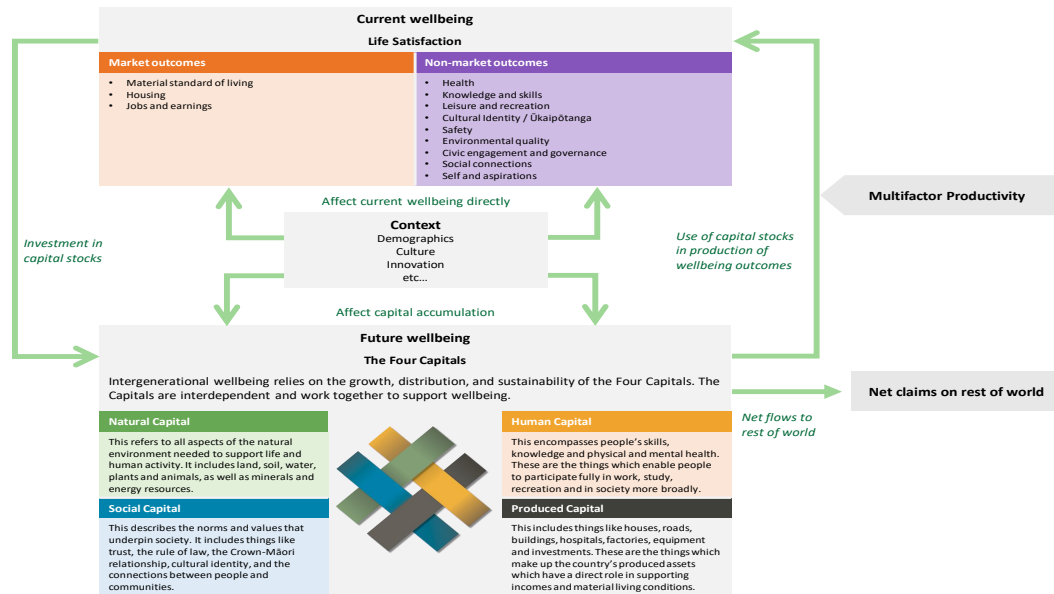 Current wellbeing
Life Satisfaction
Market outcomes
• Material standard of living
• Housing
• Jobs and earnings
Non-market outcomes
• Health
• Knowledge and skills
• Leisure and recreation
• Cultural Identity / Ūkaipōtanga
• Safety
• Environmental quality
• Civic engagement and governance
• Social connections
• Self and aspirations
Affect current wellbeing directly
Context
Demographics
Culture
Innovation
etc...
Affect capital accumulation
Investment in
capital stocks
Use of capital stocks
in production of
wellbeing outcomes
Multifactor Productivity
Future wellbeing
The Four Capitals
Intergenerational wellbeing relies on the growth, distribution, and sustainability of the Four Capitals. The
Capitals are interdependent and work together to support wellbeing.
Net claims on rest of world
Net flows to
rest of world
Natural Capital
This refers to all aspects of the natural
environment needed to support life and
human activity. It includes land, soil, water,
plants and animals, as well as minerals and
energy resources.
Human Capital
This encompasses people's skills,
knowledge and physical and mental health.
These are the things which enable people
to participate fully in work, study,
recreation and in society more broadly.
Social Capital
This describes the norms and values that
underpin society. It includes things like
trust, the rule of law, the Crown-Māori
relationship, cultural identity, and the
connections between people and
communities.
Produced Capital
This includes things like houses, roads,
buildings, hospitals, factories, equipment
and investments. These are the things which
make up the country's produced assets
which have a direct role in supporting
incomes and material living conditions.